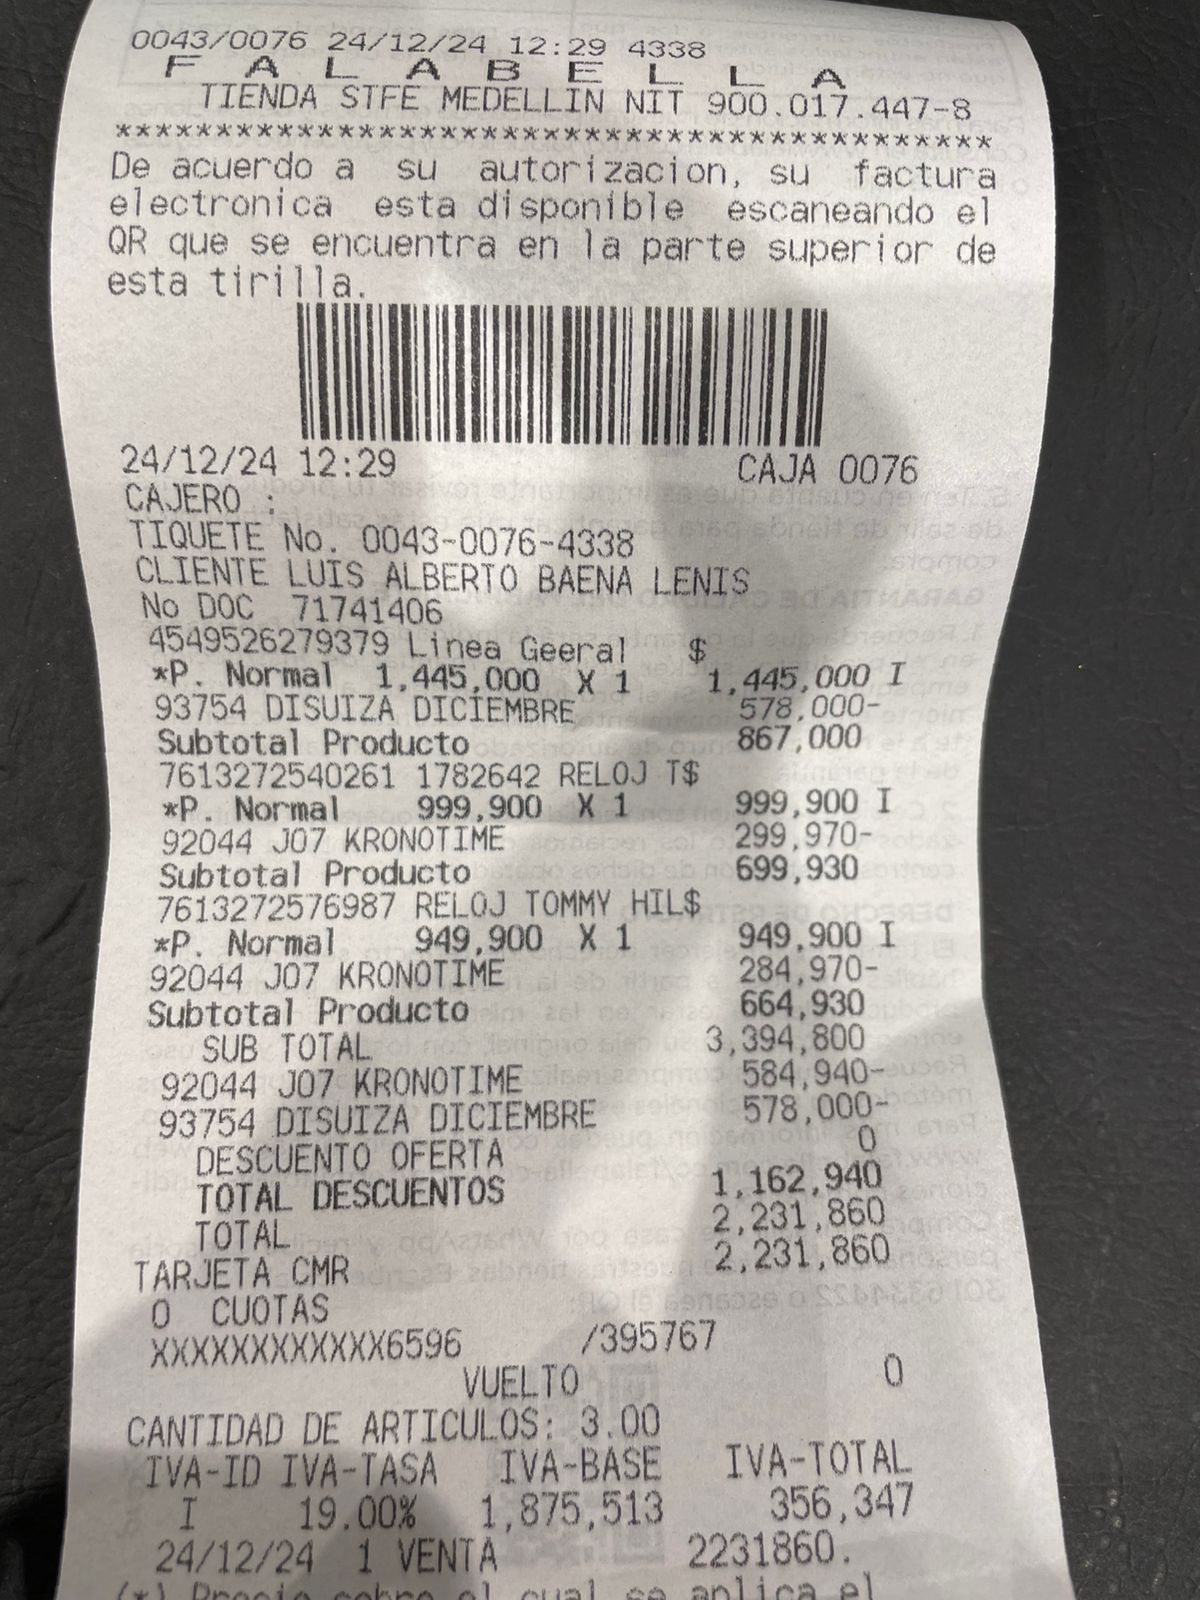 0043/0076 24/12/24 12:29 4338
F A L A B E L L A
TIENDA STFE MEDELLIN NIT 900.017.447-8
********************************************
De acuerdo a su autorizacion, su factura
electronica esta disponible escaneando el
QR que se encuentra en la parte superior de
esta tirilla.
24/12/24 12:29 CAJA 0076
CAJERO :
TIQUETE No. 0043-0076-4338
CLIENTE LUIS ALBERTO BAENA LENIS
No DOC 71741406
4549526279379 Linea Geeral $
*P. Normal 1,445,000 X 1 1,445,000 I
93754 DISUIZA DICIEMBRE 578,000-
Subtotal Producto 867,000
7613272540261 1782642 RELOJ T$
*P. Normal 999,900 X 1 999,900 I
92044 J07 KRONOTIME 299,970-
Subtotal Producto 699,930
7613272576987 RELOJ TOMMY HIL$
*P. Normal 949,900 X 1 949,900 I
92044 J07 KRONOTIME 284,970-
Subtotal Producto 664,930
SUB TOTAL 3,394,800
92044 J07 KRONOTIME 584,940-
93754 DISUIZA DICIEMBRE 578,000-
DESCUENTO OFERTA 0
TOTAL DESCUENTOS 1,162,940
TOTAL 2,231,860
TARJETA CMR 2,231,860
0 CUOTAS
XXXXXXXXXXXX6596 /395767
VUELTO 0
CANTIDAD DE ARTICULOS: 3.00
IVA-ID IVA-TASA IVA-BASE IVA-TOTAL
I 19.00% 1,875,513 356,347
24/12/24 1 VENTA 2231860.
(*) Precio sobre el cual se aplica el